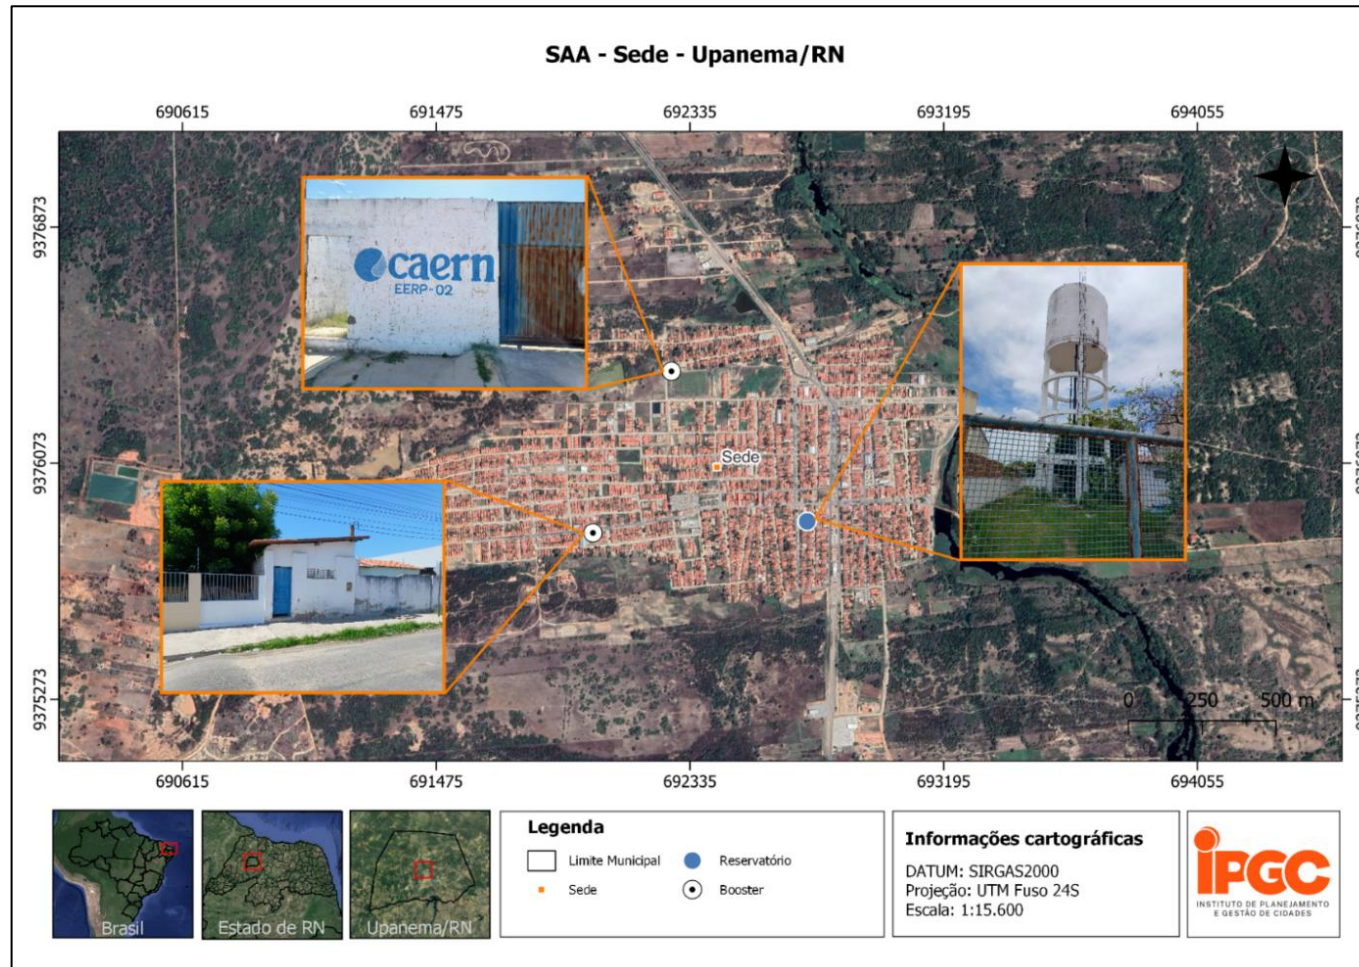 SAA - Sede - Upanema/RN
690615 691475 692335 693195 694055
9376873
9376073
9375273
caern
EERP-02
Sede
0 250 500 m
690615 691475 692335 693195 694055
Brasil
Estado de RN
Upanema/RN
Legenda
Limite Municipal
Reservatório
Sede
Booster
Informações cartográficas
DATUM: SIRGAS2000
Projeção: UTM Fuso 24S
Escala: 1:15.600
IPGC
INSTITUTO DE PLANEJAMENTO
E GESTÃO DE CIDADES